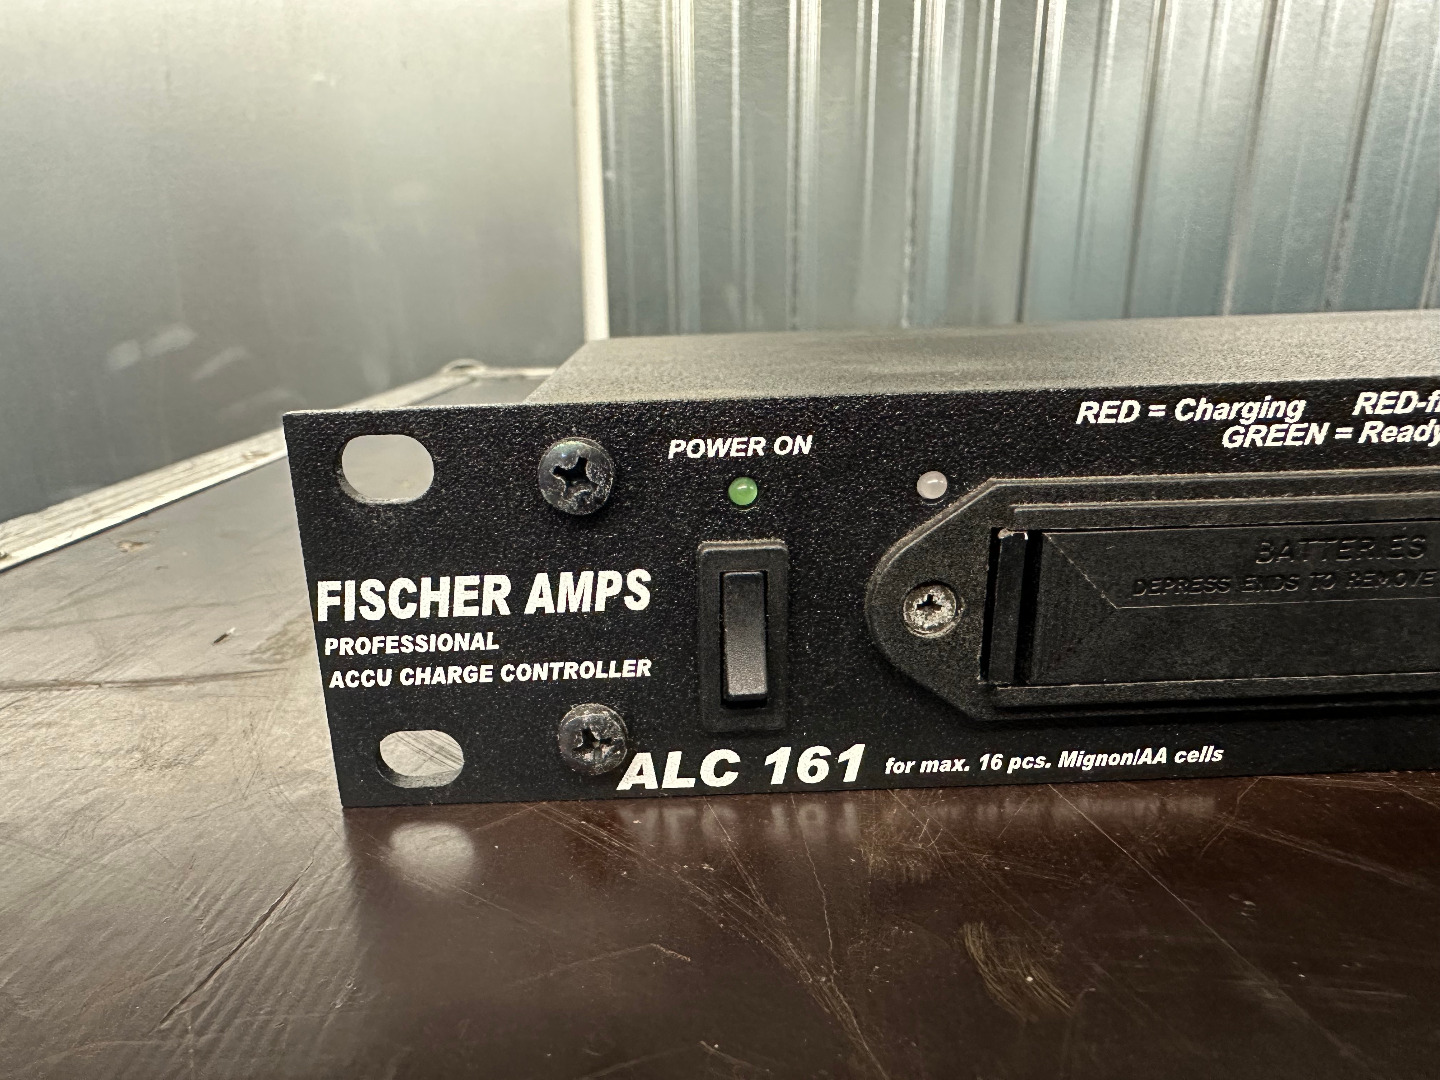 POWER ON
RED = Charging
GREEN = Ready
FISCHER AMPS
PROFESSIONAL
ACCU CHARGE CONTROLLER
BATTERIES
DEPRESS ENDS TO REMOVE
ALC 161 for max. 16 pcs. Mignon/AA cells